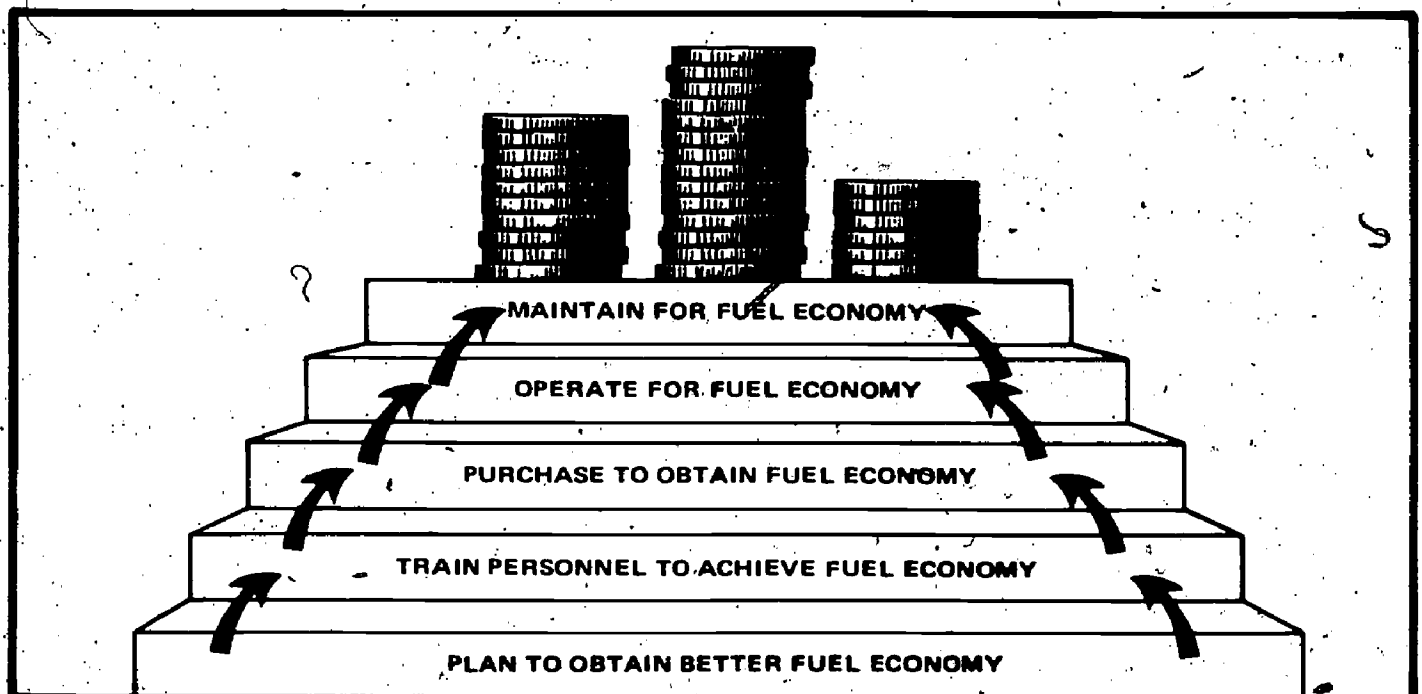 MAINTAIN FOR FUEL ECONOMY
OPERATE FOR FUEL ECONOMY
PURCHASE TO OBTAIN FUEL ECONOMY
TRAIN PERSONNEL TO ACHIEVE FUEL ECONOMY
PLAN TO OBTAIN BETTER FUEL ECONOMY